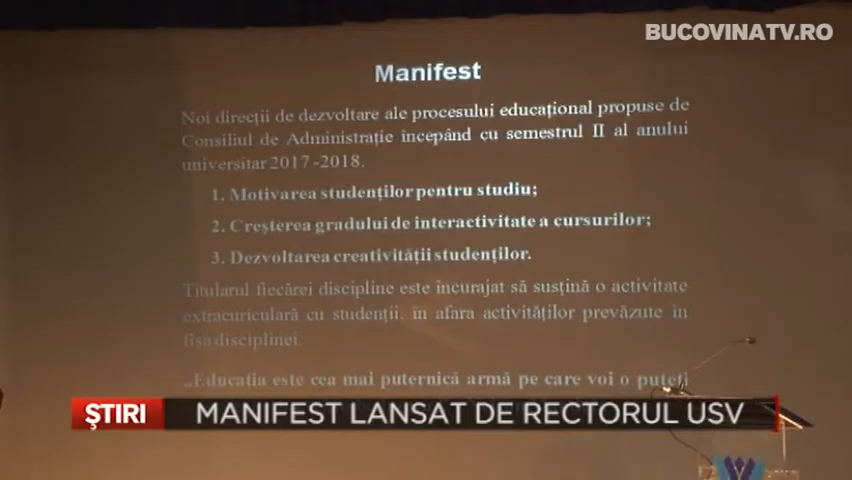 BUCOVINATV.RO
Manifest
Noi direcții de dezvoltare ale procesului educațional propuse de
Consiliul de Administrație începând cu semestrul II al anului
universitar 2017-2018.
1. Motivarea studenților pentru studiu;
2. Creșterea gradului de interactivitate a cursurilor;
3. Dezvoltarea creativității studenților.
Titularul fiecărei discipline este încurajat să susțină o activitate
extracuriculară cu studenții, în afara activităților prevăzute în
fișa disciplinei.
„Educația este cea mai puternică armă pe care voi o puteți
ŞTIRI MANIFEST LANSAT DE RECTORUL USV